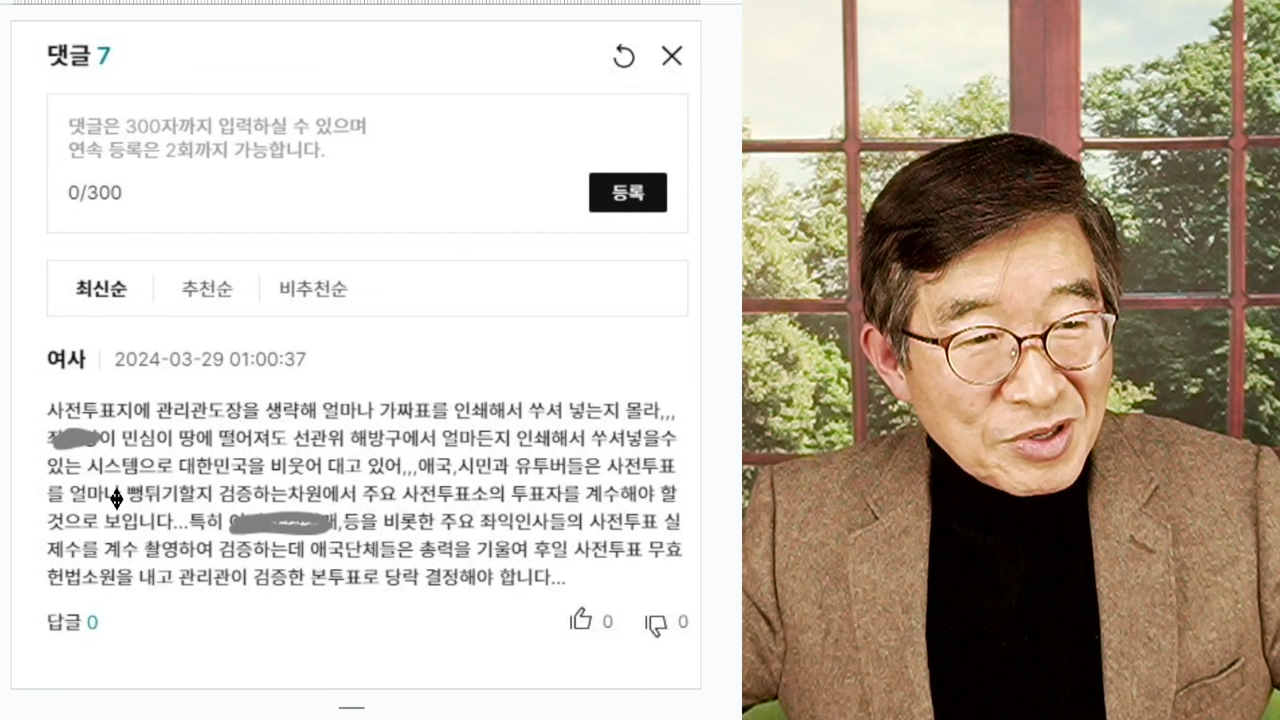 댓글 7
댓글은 300자까지 입력하실 수 있으며
연속 등록은 2회까지 가능합니다.
0/300
등록
최신순 추천순 비추천순
여사 2024-03-29 01:00:37
사전투표지에 관리관도장을 생략해 얼마나 가짜표를 인쇄해서 쑤셔 넣는지 몰라,,,
이 민심이 땅에 떨어져도 선관위 해방구에서 얼마든지 인쇄해서 쑤셔넣을수
있는 시스템으로 대한민국을 비웃어 대고 있어,,,애국,시민과 유투버들은 사전투표
를 얼마나 뻥튀기할지 검증하는차원에서 주요 사전투표소의 투표자를 계수해야 할
것으로 보입니다...특히 ,등을 비롯한 주요 좌익인사들의 사전투표 실
제수를 계수 촬영하여 검증하는데 애국단체들은 총력을 기울여 후일 사전투표 무효
헌법소원을 내고 관리관이 검증한 본투표로 당락 결정해야 합니다...
답글 0
0 0